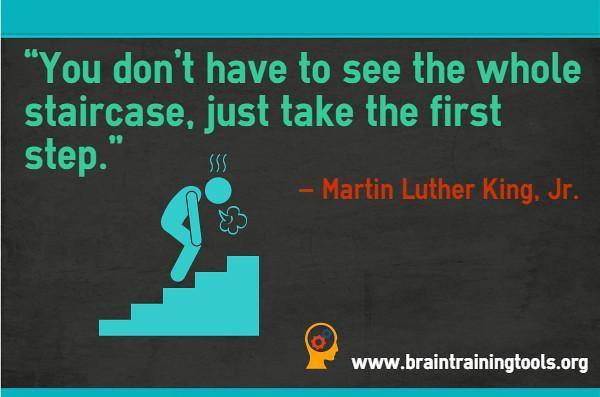 “You don’t have to see the whole
staircase, just take the first
step.”
– Martin Luther King, Jr.
www.braintrainingtools.org